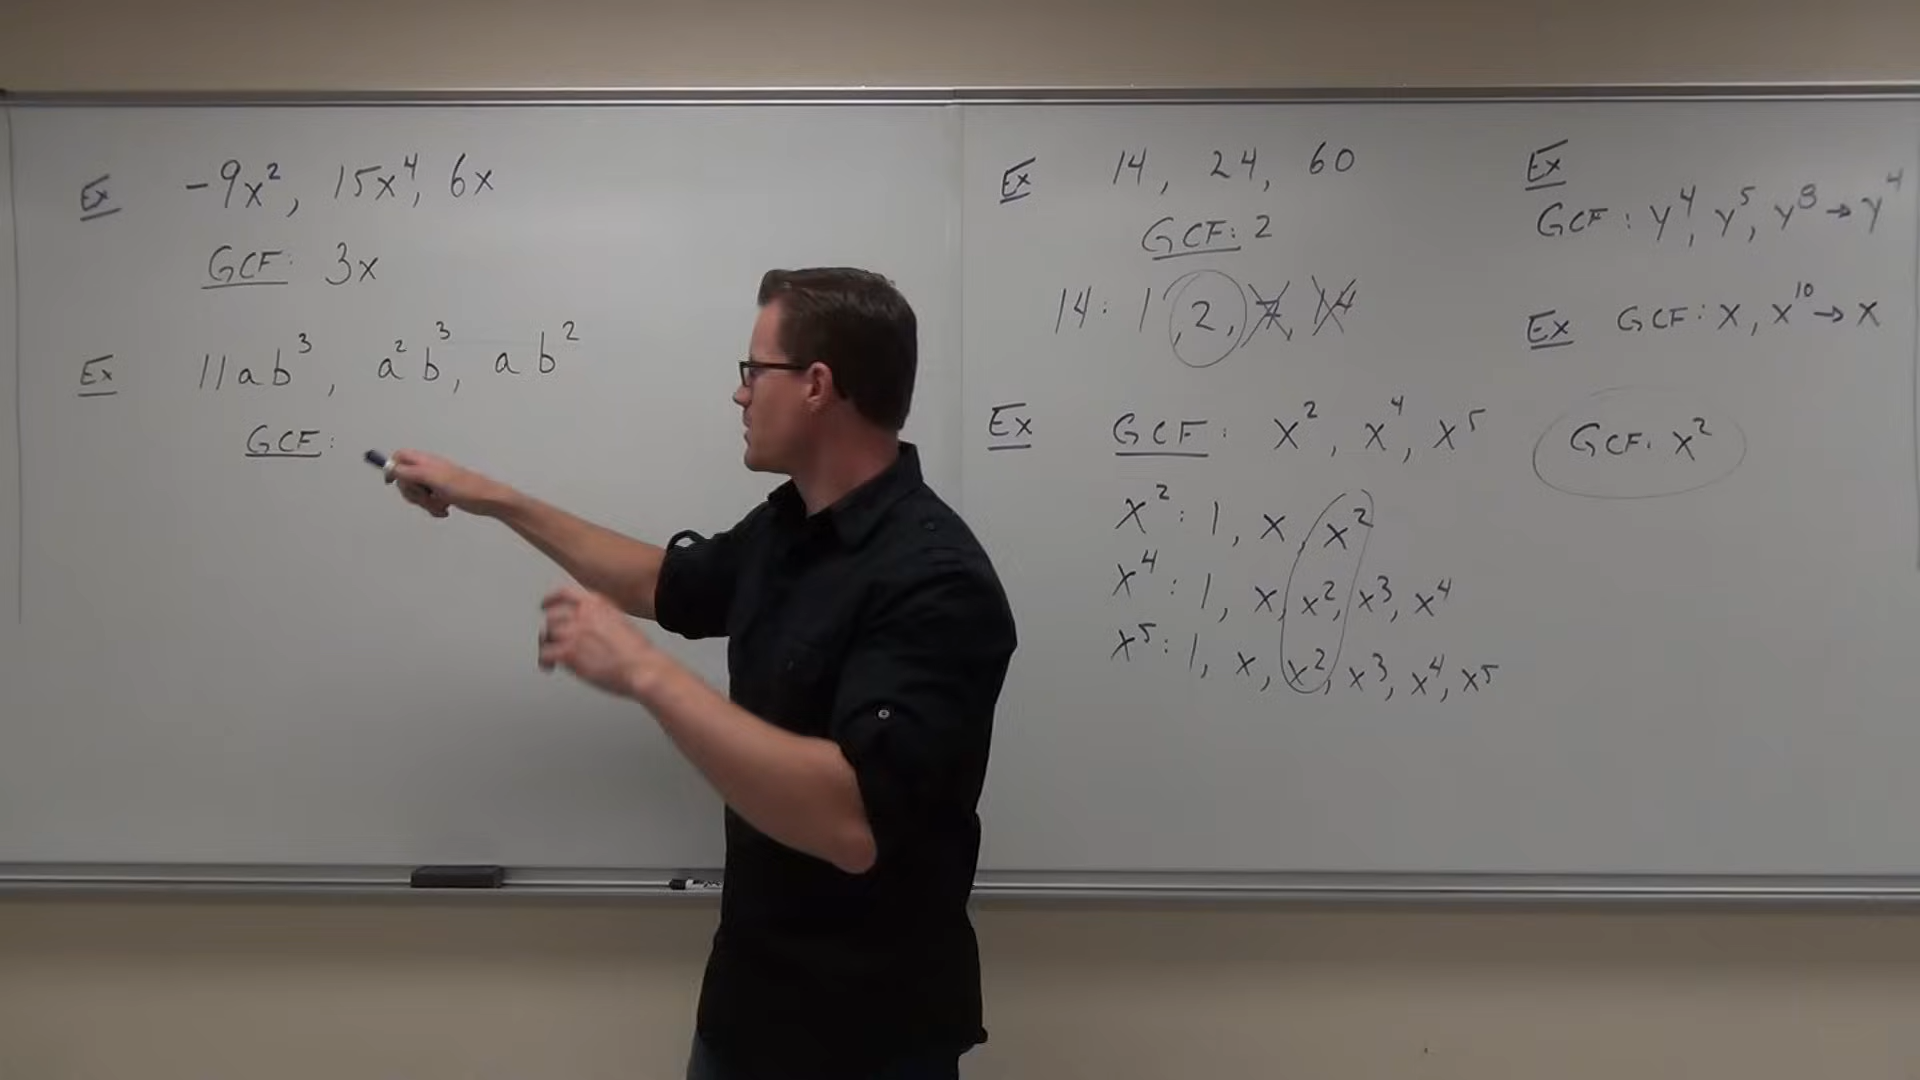 Ex -9x², 15x⁴, 6x
GCF: 3x
Ex 11ab³, a²b³, ab²
GCF:
Ex 14, 24, 60
GCF: 2
14: 1, 2, 7, 14
Ex GCF: x², x⁴, x⁵
x²: 1, x, x²
x⁴: 1, x, x², x³, x⁴
x⁵: 1, x, x², x³, x⁴, x⁵
Ex
GCF: y⁴, y⁵, y⁸ → y⁴
Ex GCF: x, x¹⁰ → x
GCF: x²